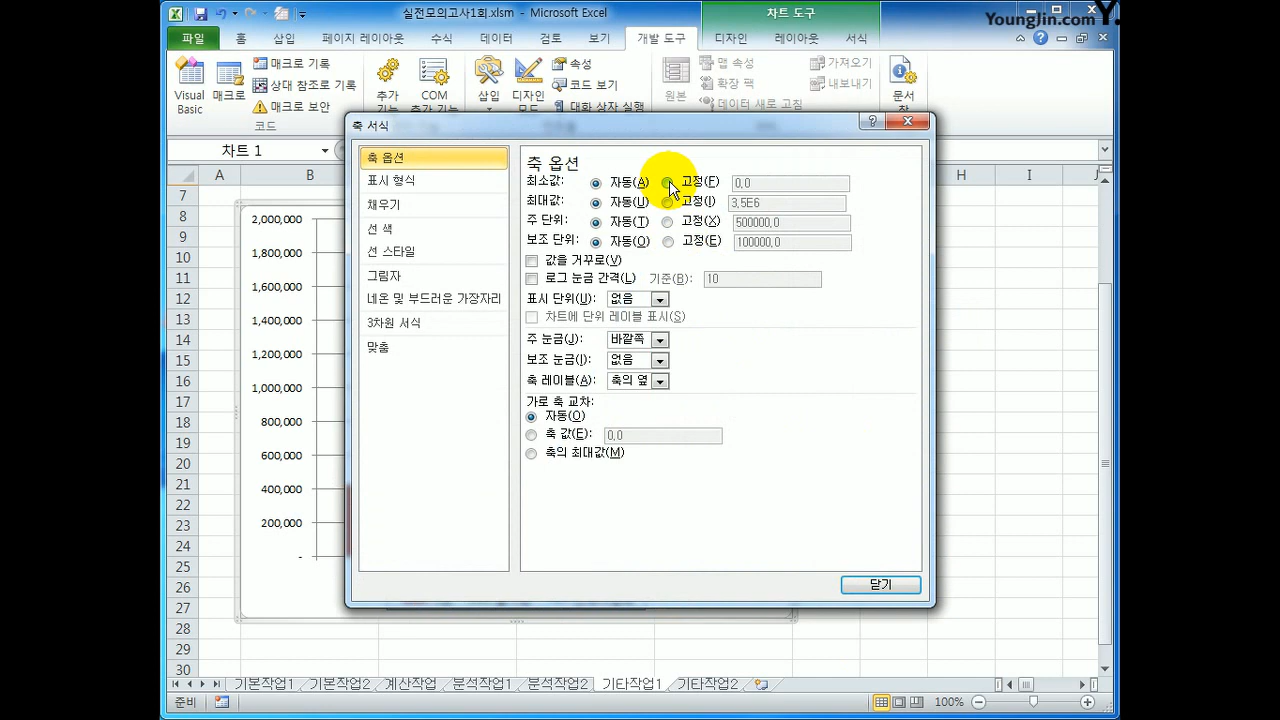 실전모의고사1회.xlsm - Microsoft Excel
차트 도구
YoungJin.com Y.
파일 홈 삽입 페이지 레이아웃 수식 데이터 검토 보기 개발 도구 디자인 레이아웃 서식
Visual Basic
매크로
매크로 기록
상대 참조로 기록
매크로 보안
코드
추가 기능
COM 추가 기능
삽입
디자인 모드
속성
코드 보기
대화 상자 실행
원본
맵 속성
확장 팩
데이터 새로 고침
가져오기
내보내기
문서 창
차트 1
A B H I
7
8
9
10
11
12
13
14
15
16
17
18
19
20
21
22
23
24
25
26
27
28
29
30
2,000,000
1,800,000
1,600,000
1,400,000
1,200,000
1,000,000
800,000
600,000
400,000
200,000
-
축 서식
축 옵션
표시 형식
채우기
선 색
선 스타일
그림자
네온 및 부드러운 가장자리
3차원 서식
맞춤
축 옵션
최소값: 자동(A) 고정(F) 0,0
최대값: 자동(U) 고정(I) 3,5E6
주 단위: 자동(T) 고정(X) 500000,0
보조 단위: 자동(O) 고정(E) 100000,0
값을 거꾸로(V)
로그 눈금 간격(L) 기준(B): 10
표시 단위(U): 없음
차트에 단위 레이블 표시(S)
주 눈금(J): 바깥쪽
보조 눈금(I): 없음
축 레이블(A): 축의 옆
가로 축 교차:
자동(O)
축 값(E): 0,0
축의 최대값(M)
닫기
기본작업1 기본작업2 계산작업 분석작업1 분석작업2 기타작업1 기타작업2
준비 100%